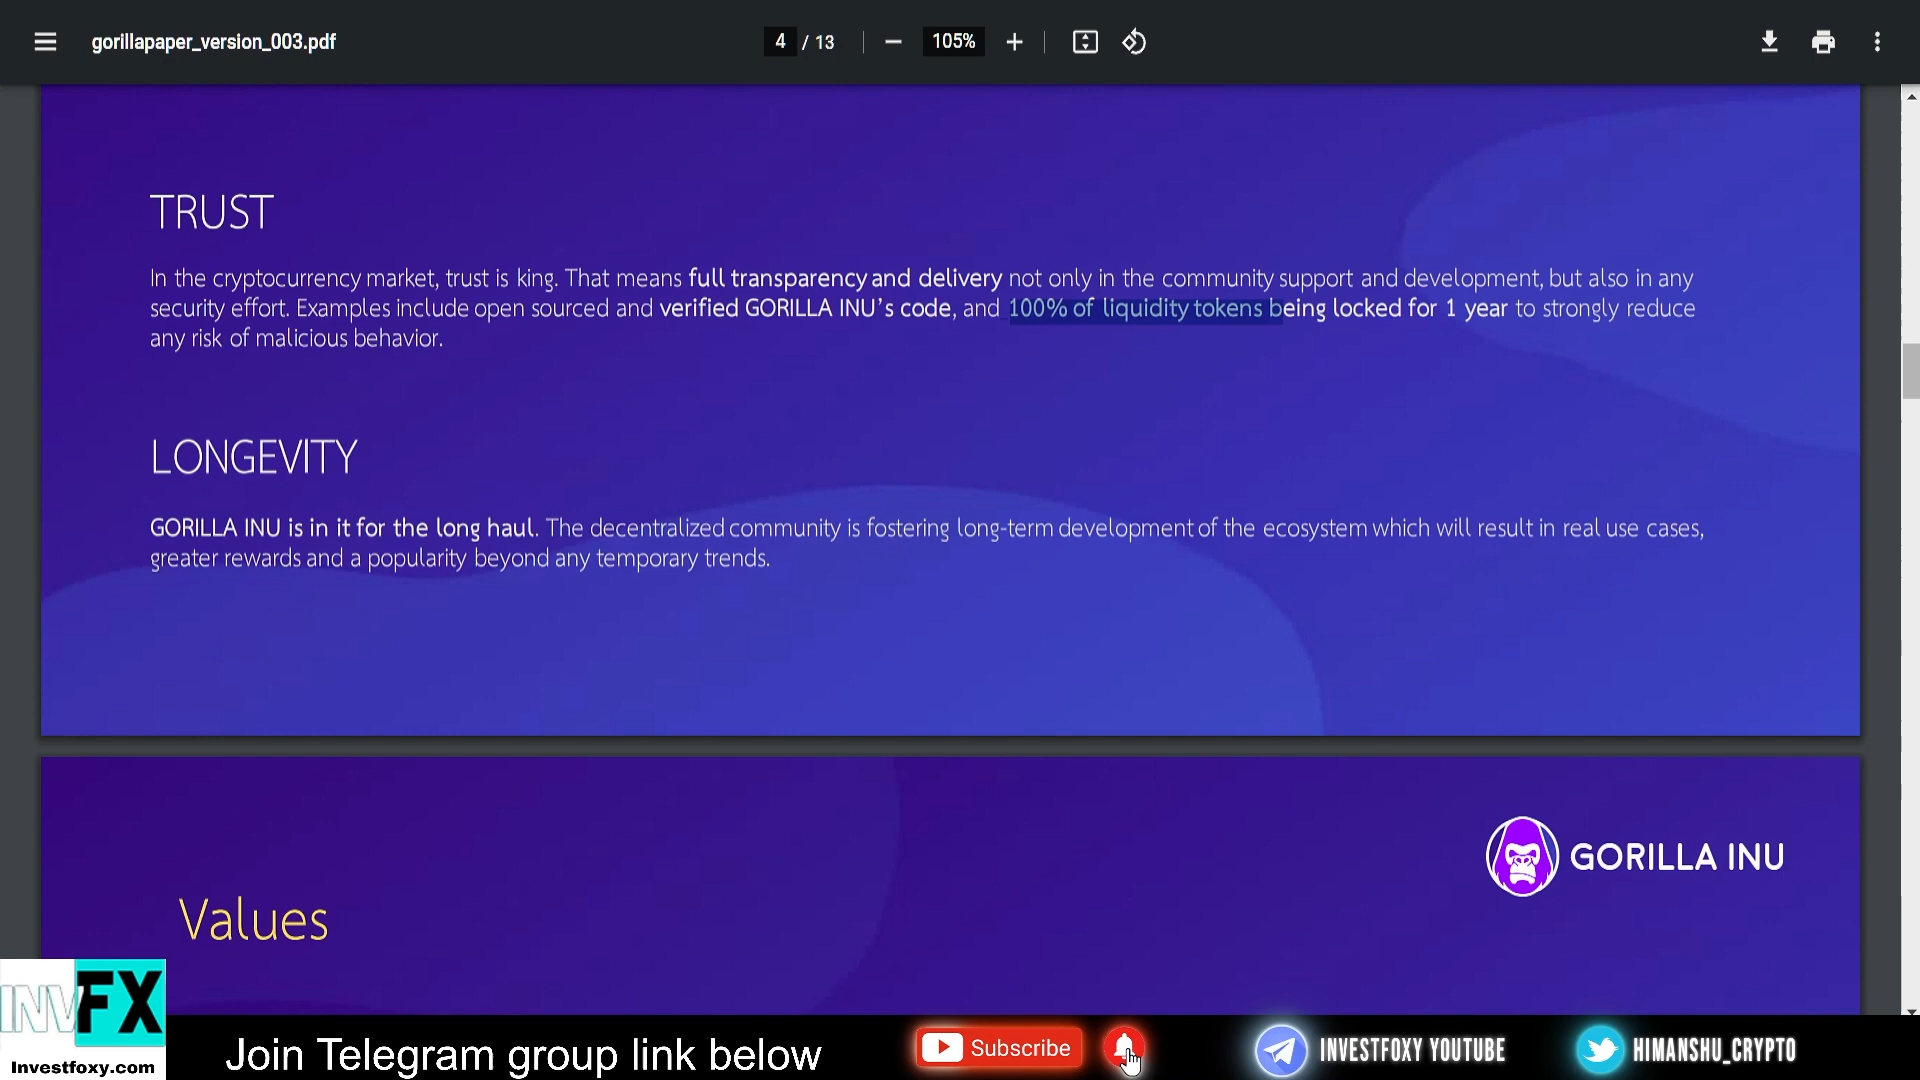 gorillapaper_version_003.pdf
4 / 13
105%
TRUST
In the cryptocurrency market, trust is king. That means full transparency and delivery not only in the community support and development, but also in any
security effort. Examples include open sourced and verified GORILLA INU's code, and 100% of liquidity tokens being locked for 1 year to strongly reduce
any risk of malicious behavior.
LONGEVITY
GORILLA INU is in it for the long haul. The decentralized community is fostering long-term development of the ecosystem which will result in real use cases,
greater rewards and a popularity beyond any temporary trends.
GORILLA INU
Values
INVFX
Investfoxy.com
Join Telegram group link below
Subscribe
INVESTFOXY YOUTUBE
HIMANSHU_CRYPTO